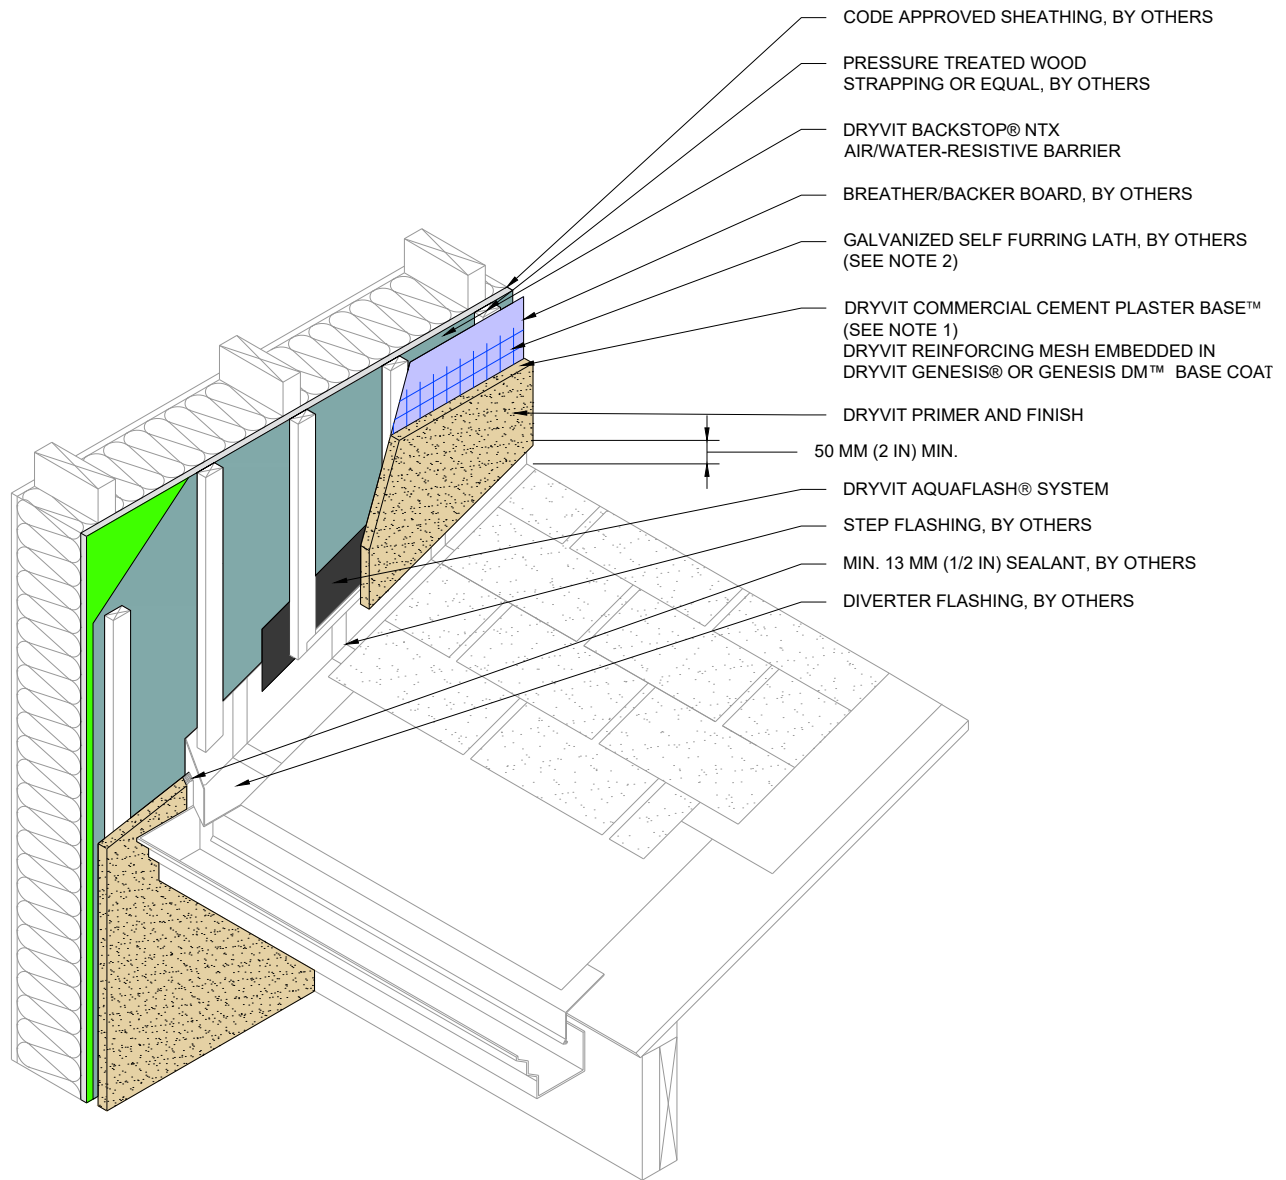 CODE APPROVED SHEATHING, BY OTHERS
PRESSURE TREATED WOOD
STRAPPING OR EQUAL, BY OTHERS
DRYVIT BACKSTOP® NTX
AIR/WATER-RESISTIVE BARRIER
BREATHER/BACKER BOARD, BY OTHERS
GALVANIZED SELF FURRING LATH, BY OTHERS
(SEE NOTE 2)
DRYVIT COMMERCIAL CEMENT PLASTER BASE™
(SEE NOTE 1)
DRYVIT REINFORCING MESH EMBEDDED IN
DRYVIT GENESIS® OR GENESIS DM™ BASE COAT
DRYVIT PRIMER AND FINISH
50 MM (2 IN) MIN.
DRYVIT AQUAFLASH® SYSTEM
STEP FLASHING, BY OTHERS
MIN. 13 MM (1/2 IN) SEALANT, BY OTHERS
DIVERTER FLASHING, BY OTHERS